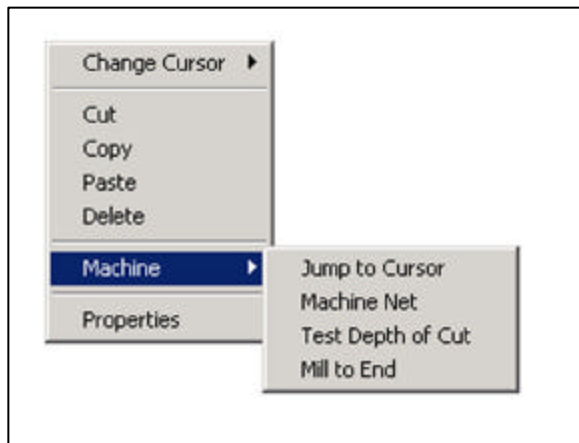 Change Cursor
Cut
Copy
Paste
Delete
Machine
Jump to Cursor
Machine Net
Test Depth of Cut
Mill to End
Properties